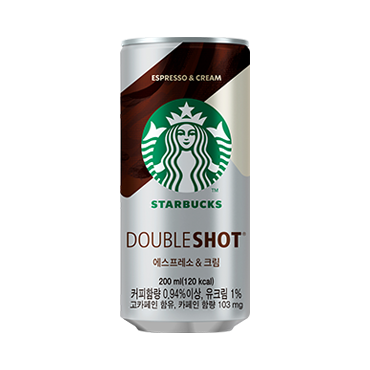 ESPRESSO & CREAM
TM
STARBUCKS
DOUBLESHOT®
에스프레소 & 크림
200 ml(120 kcal)
커피함량 0.94%이상, 유크림 1%
고카페인 함유, 카페인 함량 103 mg